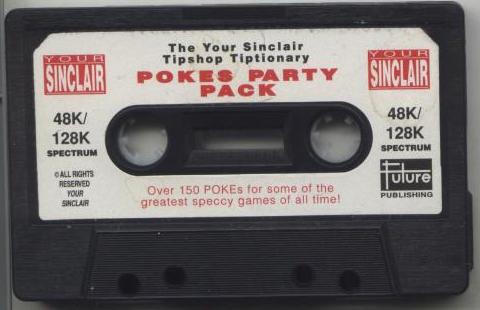 The Your Sinclair
Tipshop Tiptionary
POKES PARTY
PACK
YOUR
SINCLAIR
48K/
128K
SPECTRUM
© ALL RIGHTS
RESERVED
YOUR
SINCLAIR
YOUR
SINCLAIR
48K/
128K
SPECTRUM
Future
PUBLISHING
Over 150 POKEs for some of the
greatest speccy games of all time!